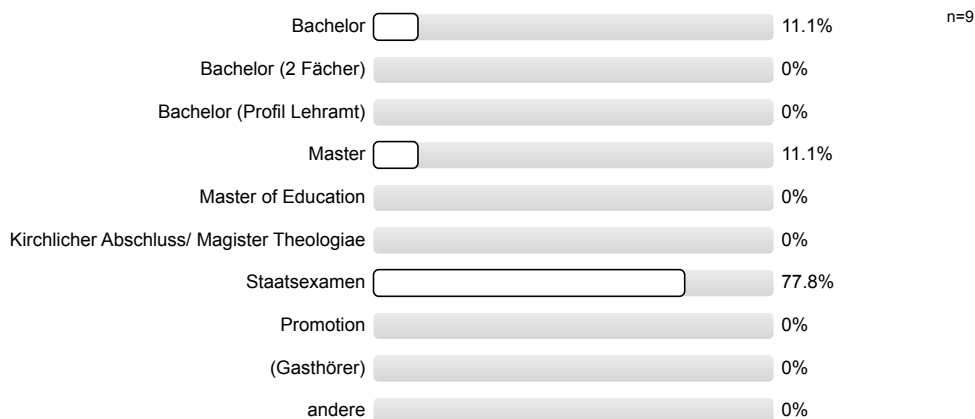 Bachelor 11.1% n=9
Bachelor (2 Fächer) 0%
Bachelor (Profil Lehramt) 0%
Master 11.1%
Master of Education 0%
Kirchlicher Abschluss/ Magister Theologiae 0%
Staatsexamen 77.8%
Promotion 0%
(Gasthörer) 0%
andere 0%